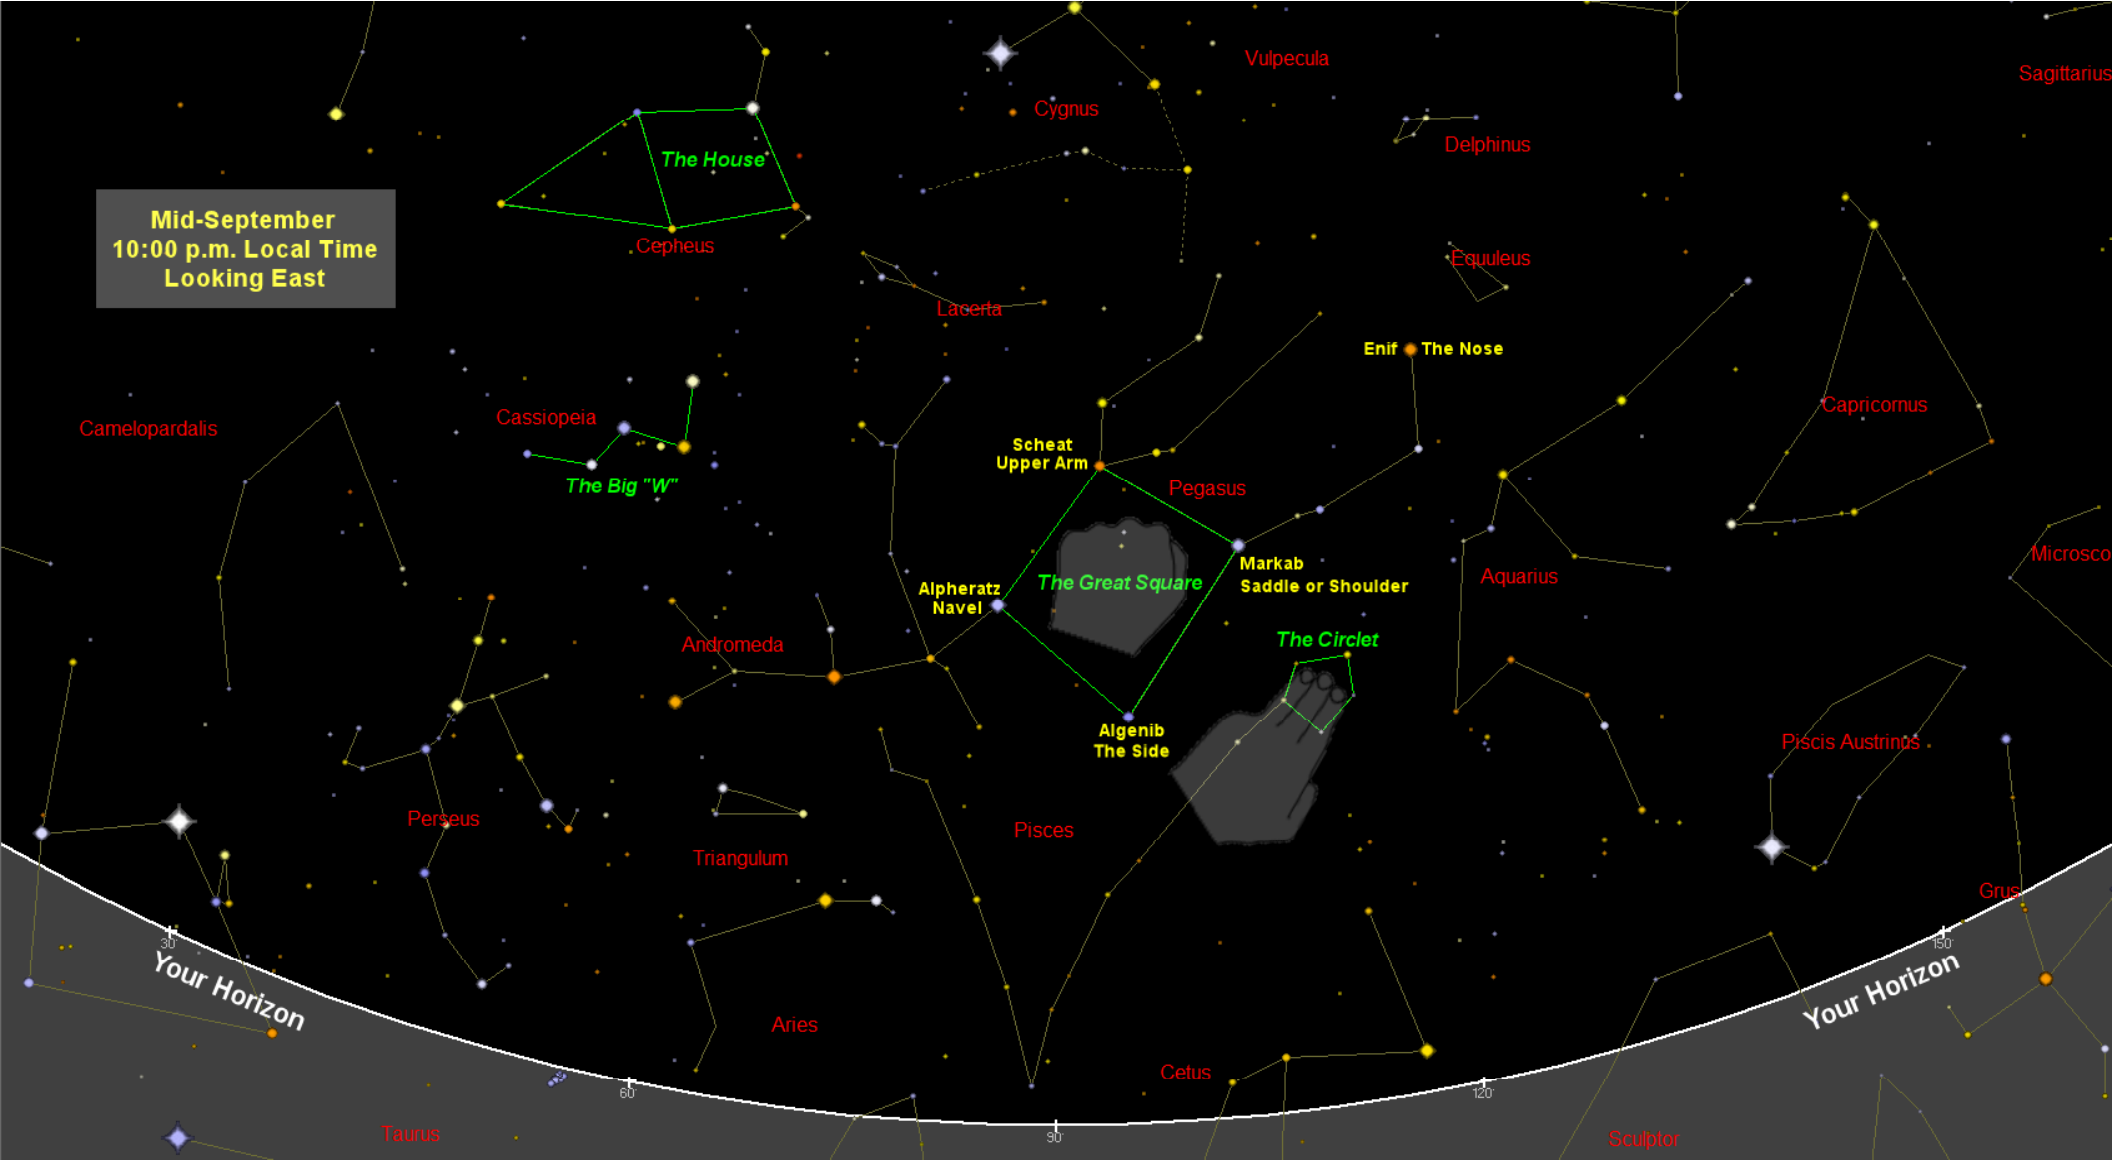 Vulpecula
Sagittarius
Cygnus
Delphinus
The House
Mid-September
10:00 p.m. Local Time
Looking East
Cepheus
Equuleus
Lacerta
Enif
The Nose
Camelopardalis
Cassiopeia
Capricornus
Scheat
Upper Arm
The Big "W"
Pegasus
Microsco
Markab
Saddle or Shoulder
Aquarius
The Great Square
Alpheratz
Navel
Andromeda
The Circlet
Algenib
The Side
Piscis Austrinus
Perseus
Pisces
Triangulum
Grus
30°
150°
Your Horizon
Your Horizon
Aries
Cetus
60°
120°
90°
Taurus
Sculptor